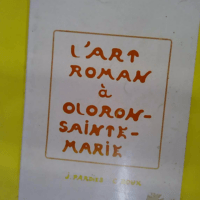 L'ART
ROMAN
à
OLORON-
SAINTE-
MARIE